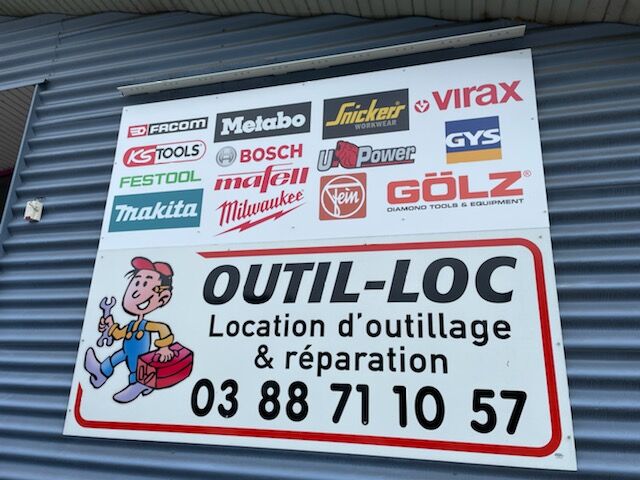 FACOM Metabo Snickers VIRAX
WORKWEAR
KS TOOLS BOSCH U-Power GYS
FESTOOL mafell
makita Milwaukee Fein GÖLZ®
DIAMOND TOOLS & EQUIPMENT
OUTIL-LOC
Location d'outillage
& réparation
03 88 71 10 57